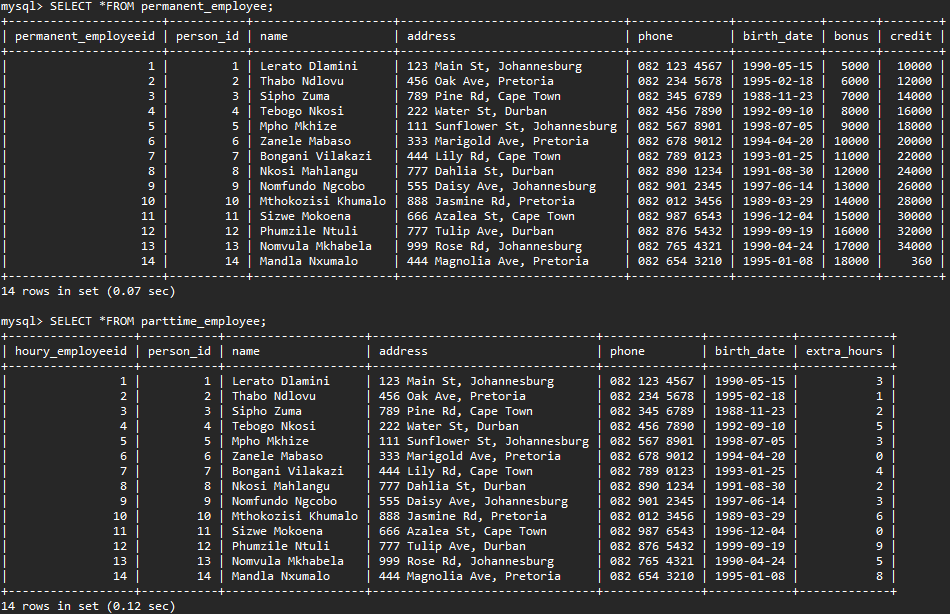 mysql> SELECT *FROM permanent_employee;
+---------------------+-----------+------------------+-------------------------------+--------------+------------+-------+--------+
| permanent_employeeid | person_id | name | address | phone | birth_date | bonus | credit |
+---------------------+-----------+------------------+-------------------------------+--------------+------------+-------+--------+
| 1 | 1 | Lerato Dlamini | 123 Main St, Johannesburg | 082 123 4567 | 1990-05-15 | 5000 | 10000 |
| 2 | 2 | Thabo Ndlovu | 456 Oak Ave, Pretoria | 082 234 5678 | 1995-02-18 | 6000 | 12000 |
| 3 | 3 | Sipho Zuma | 789 Pine Rd, Cape Town | 082 345 6789 | 1988-11-23 | 7000 | 14000 |
| 4 | 4 | Tebogo Nkosi | 222 Water St, Durban | 082 456 7890 | 1992-09-10 | 8000 | 16000 |
| 5 | 5 | Mpho Mkhize | 111 Sunflower St, Johannesburg | 082 567 8901 | 1998-07-05 | 9000 | 18000 |
| 6 | 6 | Zanele Mabaso | 333 Marigold Ave, Pretoria | 082 678 9012 | 1994-04-20 | 10000 | 20000 |
| 7 | 7 | Bongani Vilakazi | 444 Lily Rd, Cape Town | 082 789 0123 | 1993-01-25 | 11000 | 22000 |
| 8 | 8 | Nkosi Mahlangu | 777 Dahlia St, Durban | 082 890 1234 | 1991-08-30 | 12000 | 24000 |
| 9 | 9 | Nomfundo Ngcobo | 555 Daisy Ave, Johannesburg | 082 901 2345 | 1997-06-14 | 13000 | 26000 |
| 10 | 10 | Mthokozisi Khumalo | 888 Jasmine Rd, Pretoria | 082 012 3456 | 1989-03-29 | 14000 | 28000 |
| 11 | 11 | Sizwe Mokoena | 666 Azalea St, Cape Town | 082 987 6543 | 1996-12-04 | 15000 | 30000 |
| 12 | 12 | Phumzile Ntuli | 777 Tulip Ave, Durban | 082 876 5432 | 1999-09-19 | 16000 | 32000 |
| 13 | 13 | Nomvula Mkhabela | 999 Rose Rd, Johannesburg | 082 765 4321 | 1990-04-24 | 17000 | 34000 |
| 14 | 14 | Mandla Nxumalo | 444 Magnolia Ave, Pretoria | 082 654 3210 | 1995-01-08 | 18000 | 360 |
+---------------------+-----------+------------------+-------------------------------+--------------+------------+-------+--------+
14 rows in set (0.07 sec)
mysql> SELECT *FROM parttime_employee;
+-----------------+-----------+------------------+-------------------------------+--------------+------------+-------------+
| houry_employeeid | person_id | name | address | phone | birth_date | extra_hours |
+-----------------+-----------+------------------+-------------------------------+--------------+------------+-------------+
| 1 | 1 | Lerato Dlamini | 123 Main St, Johannesburg | 082 123 4567 | 1990-05-15 | 3 |
| 2 | 2 | Thabo Ndlovu | 456 Oak Ave, Pretoria | 082 234 5678 | 1995-02-18 | 1 |
| 3 | 3 | Sipho Zuma | 789 Pine Rd, Cape Town | 082 345 6789 | 1988-11-23 | 2 |
| 4 | 4 | Tebogo Nkosi | 222 Water St, Durban | 082 456 7890 | 1992-09-10 | 5 |
| 5 | 5 | Mpho Mkhize | 111 Sunflower St, Johannesburg | 082 567 8901 | 1998-07-05 | 3 |
| 6 | 6 | Zanele Mabaso | 333 Marigold Ave, Pretoria | 082 678 9012 | 1994-04-20 | 0 |
| 7 | 7 | Bongani Vilakazi | 444 Lily Rd, Cape Town | 082 789 0123 | 1993-01-25 | 4 |
| 8 | 8 | Nkosi Mahlangu | 777 Dahlia St, Durban | 082 890 1234 | 1991-08-30 | 2 |
| 9 | 9 | Nomfundo Ngcobo | 555 Daisy Ave, Johannesburg | 082 901 2345 | 1997-06-14 | 3 |
| 10 | 10 | Mthokozisi Khumalo | 888 Jasmine Rd, Pretoria | 082 012 3456 | 1989-03-29 | 6 |
| 11 | 11 | Sizwe Mokoena | 666 Azalea St, Cape Town | 082 987 6543 | 1996-12-04 | 0 |
| 12 | 12 | Phumzile Ntuli | 777 Tulip Ave, Durban | 082 876 5432 | 1999-09-19 | 9 |
| 13 | 13 | Nomvula Mkhabela | 999 Rose Rd, Johannesburg | 082 765 4321 | 1990-04-24 | 5 |
| 14 | 14 | Mandla Nxumalo | 444 Magnolia Ave, Pretoria | 082 654 3210 | 1995-01-08 | 8 |
+-----------------+-----------+------------------+-------------------------------+--------------+------------+-------------+
14 rows in set (0.12 sec)